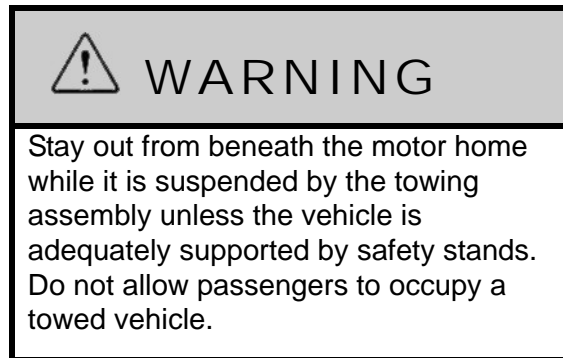 WARNING
Stay out from beneath the motor home
while it is suspended by the towing
assembly unless the vehicle is
adequately supported by safety stands.
Do not allow passengers to occupy a
towed vehicle.